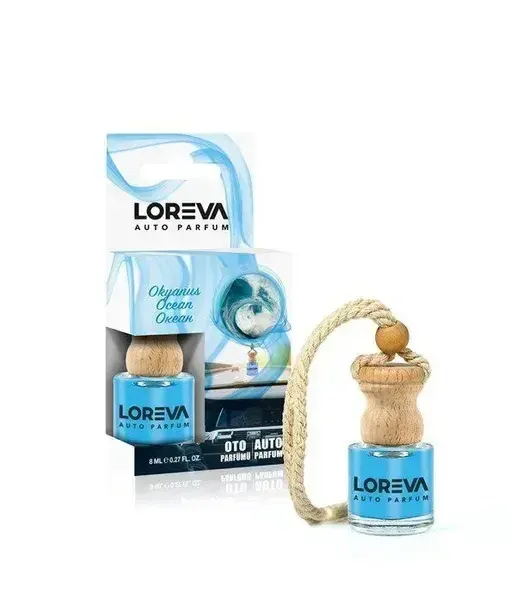 LOREVA
AUTO PARFUM
Okyanus
Ocean
Океан
LOREVA
AUTO PARFUM
8 ML ℮ 0.27 FL. OZ.
OTO
PARFÜMÜ
AUTO
PARFUM
LOREVA
AUTO PARFUM